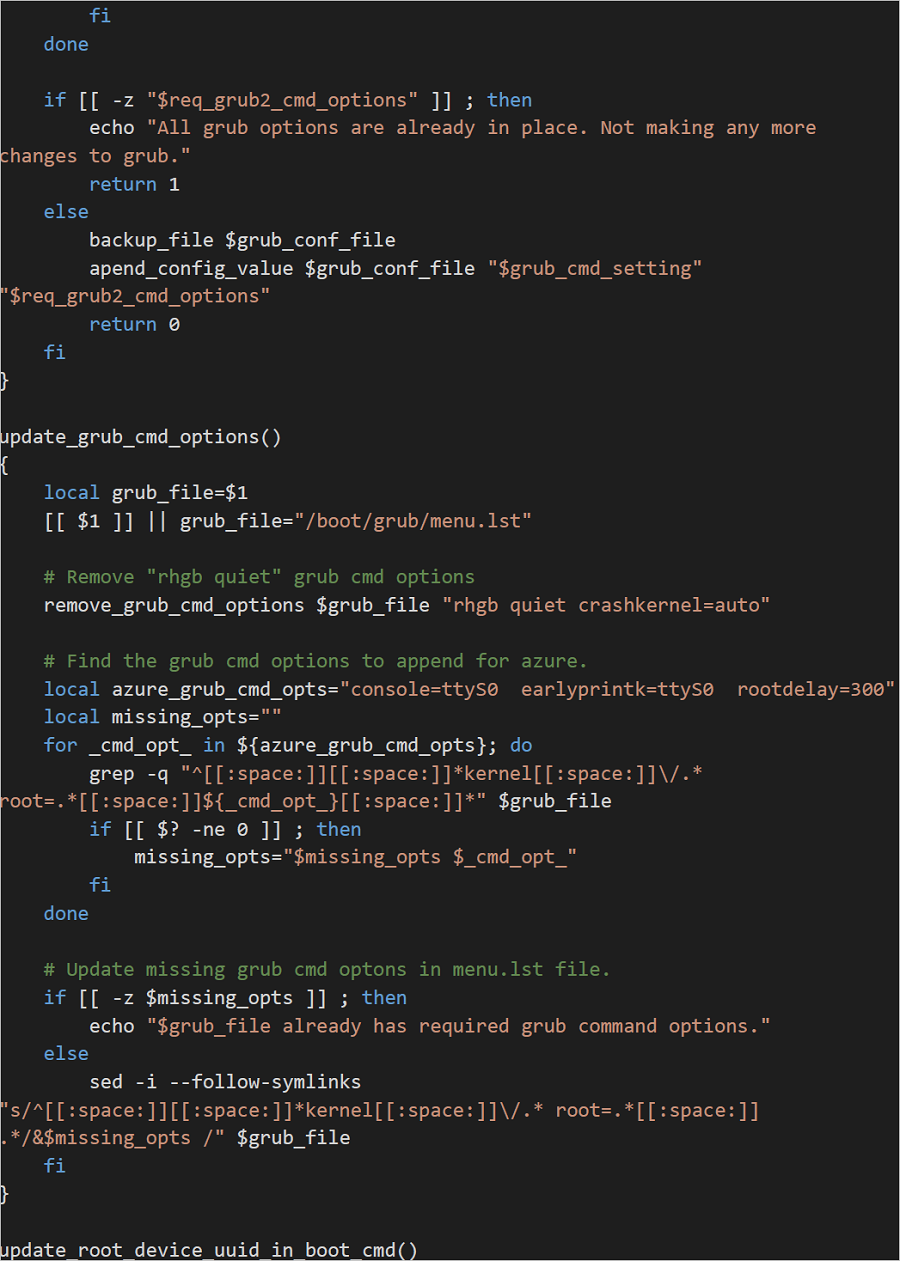 fi
    done

    if [[ -z "$req_grub2_cmd_options" ]] ; then
        echo "All grub options are already in place. Not making any more
changes to grub."
        return 1
    else
        backup_file $grub_conf_file
        apend_config_value $grub_conf_file "$grub_cmd_setting"
"$req_grub2_cmd_options"
        return 0
    fi
}

update_grub_cmd_options()
{
    local grub_file=$1
    [[ $1 ]] || grub_file="/boot/grub/menu.lst"

    # Remove "rhgb quiet" grub cmd options
    remove_grub_cmd_options $grub_file "rhgb quiet crashkernel=auto"

    # Find the grub cmd options to append for azure.
    local azure_grub_cmd_opts="console=ttyS0  earlyprintk=ttyS0  rootdelay=300"
    local missing_opts=""
    for _cmd_opt_ in ${azure_grub_cmd_opts}; do
        grep -q "^[[:space:]][[:space:]]*kernel[[:space:]]\/.*
root=.*[[:space:]]${_cmd_opt_}[[:space:]]*" $grub_file
        if [[ $? -ne 0 ]] ; then
            missing_opts="$missing_opts $_cmd_opt_"
        fi
    done

    # Update missing grub cmd optons in menu.lst file.
    if [[ -z $missing_opts ]] ; then
        echo "$grub_file already has required grub command options."
    else
        sed -i --follow-symlinks
"s/^[[:space:]][[:space:]]*kernel[[:space:]]\/.* root=.*[[:space:]]
.*/&$missing_opts /" $grub_file
    fi
}

update_root_device_uuid_in_boot_cmd()